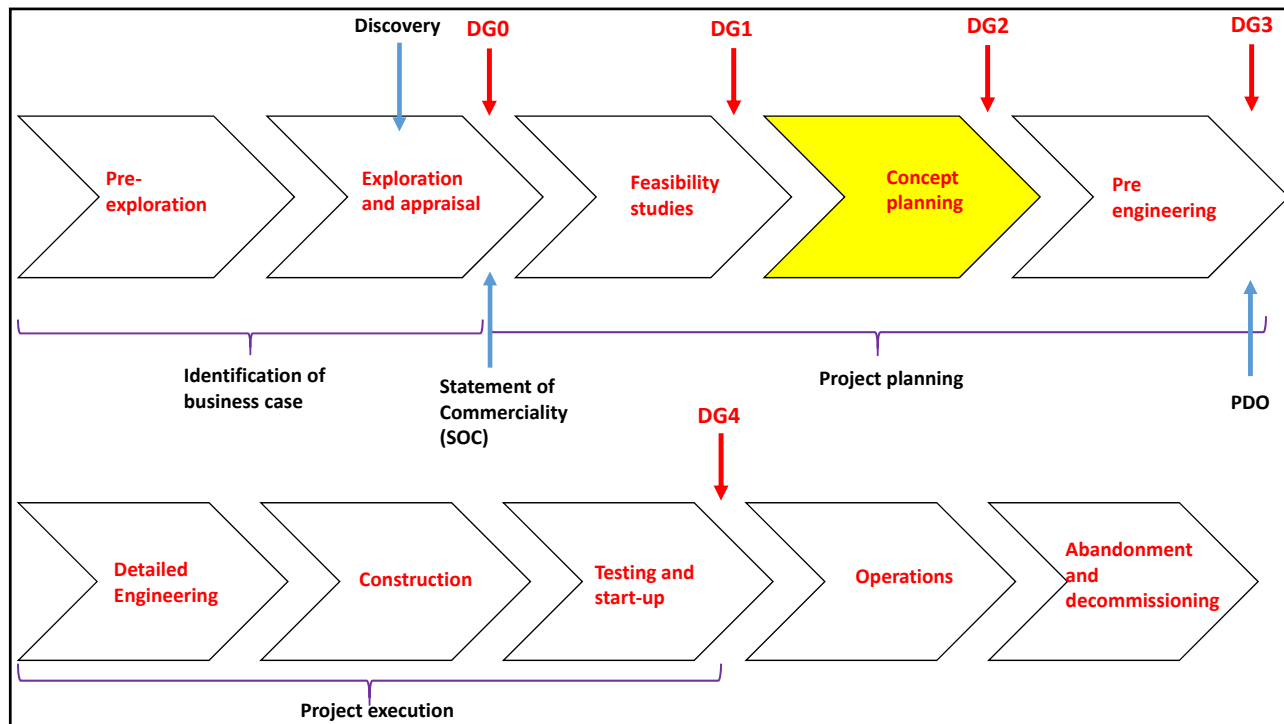 Discovery
DG0
DG1
DG2
DG3
Pre-
exploration
Exploration
and appraisal
Feasibility
studies
Concept
planning
Pre
engineering
Identification of
business case
Statement of
Commerciality
(SOC)
Project planning
PDO
DG4
Detailed
Engineering
Construction
Testing and
start-up
Operations
Abandonment
and
decommissioning
Project execution